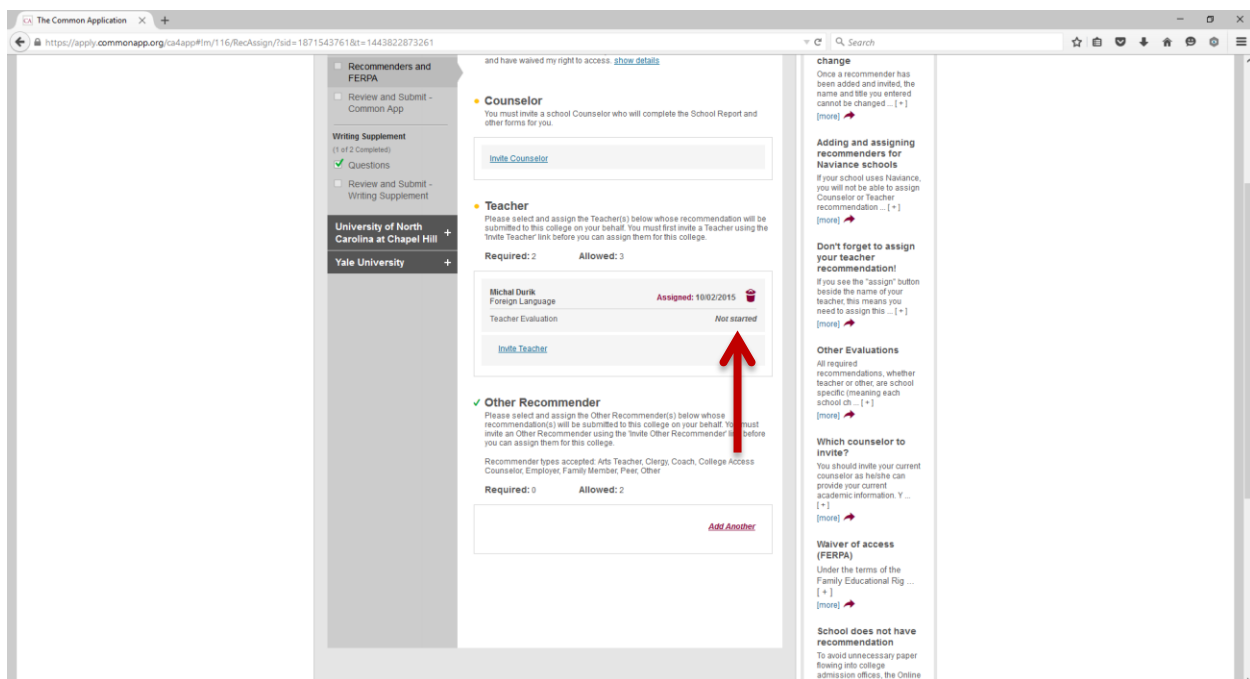 The Common Application
https://apply.commonapp.org/ca4app#!m/116/RecAssign/?sid=1871543761&t=1443822873261
Search
Recommenders and
FERPA
Review and Submit -
Common App
Writing Supplement
(1 of 2 Completed)
Questions
Review and Submit -
Writing Supplement
University of North
Carolina at Chapel Hill
+
Yale University
+
and have waived my right to access. show details
Counselor
You must invite a school Counselor who will complete the School Report and
other forms for you.
Invite Counselor
Teacher
Please select and assign the Teacher(s) below whose recommendation will be
submitted to this college on your behalf. You must first invite a Teacher using the
'Invite Teacher' link before you can assign them for this college.
Required: 2 Allowed: 3
Michal Durik
Foreign Language
Assigned: 10/02/2015
Teacher Evaluation Not started
Invite Teacher
Other Recommender
Please select and assign the Other Recommender(s) below whose
recommendation(s) will be submitted to this college on your behalf. You must
invite an Other Recommender using the 'Invite Other Recommender' before
you can assign them for this college.
Recommender types accepted: Arts Teacher, Clergy, Coach, College Access
Counselor, Employer, Family Member, Peer, Other
Required: 0 Allowed: 2
Add Another
change
Once a recommender has
been added and invited, the
name and title you entered
cannot be changed ... [ + ]
[more]
Adding and assigning
recommenders for
Naviance schools
If your school uses Naviance,
you will not be able to assign
Counselor or Teacher
recommendation ... [ + ]
[more]
Don't forget to assign
your teacher
recommendation!
If you see the "assign" button
beside the name of your
teacher, this means you
need to assign this ... [ + ]
[more]
Other Evaluations
All required
recommendations, whether
teacher or other, are school
specific (meaning each
school ch ... [ + ]
[more]
Which counselor to
invite?
You should invite your current
counselor as he/she can
provide your current
academic information. Y ...
[ + ]
[more]
Waiver of access
(FERPA)
Under the terms of the
Family Educational Rig ...
[ + ]
[more]
School does not have
recommendation
To avoid unnecessary paper
flowing into college
admission offices, the Online